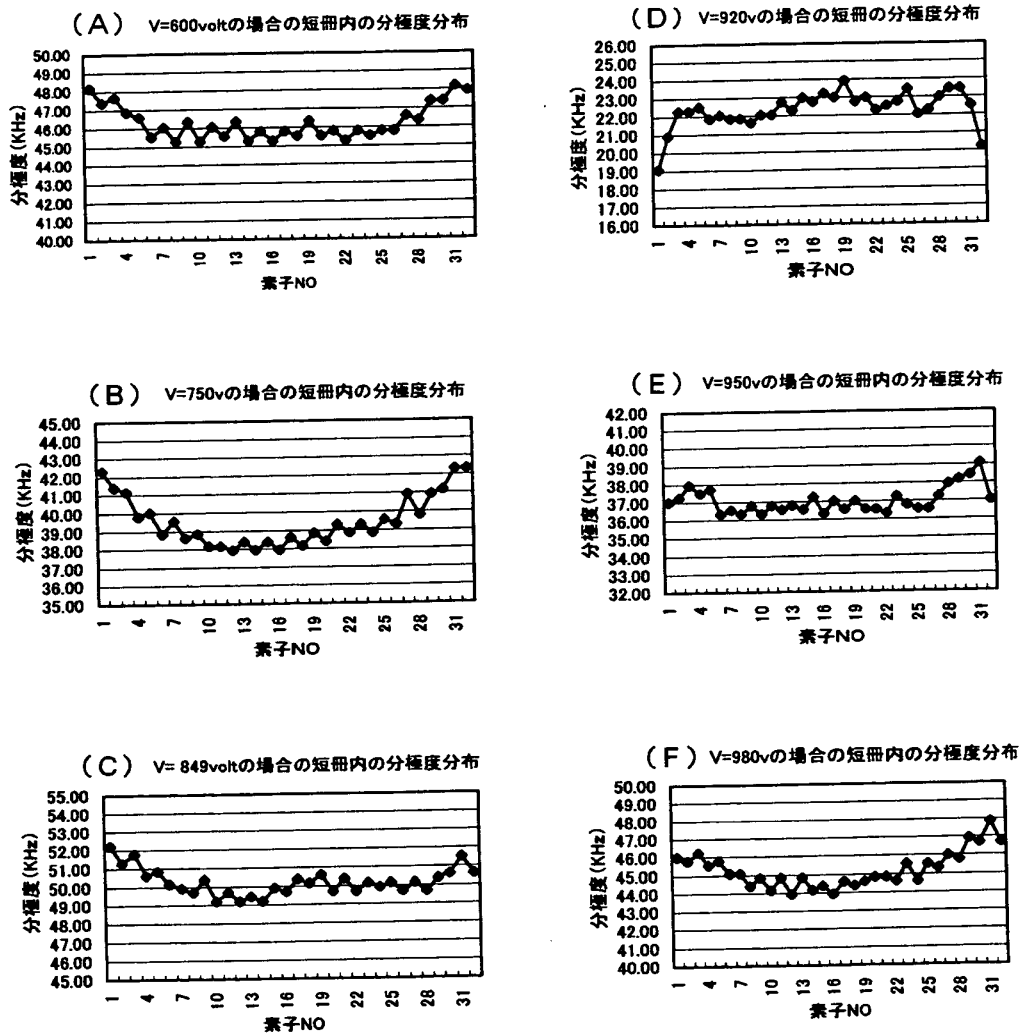 (A) V=600voltの場合の短冊内の分極度分布
50.00
49.00
48.00
47.00
46.00
45.00
44.00
43.00
42.00
41.00
40.00
分極度(KHz)
1 4 7 10 13 16 19 22 25 28 31
素子NO
(D) V=920vの場合の短冊の分極度分布
26.00
25.00
24.00
23.00
22.00
21.00
20.00
19.00
18.00
17.00
16.00
分極度(KHz)
1 4 7 10 13 16 19 22 25 28 31
素子NO
(B) V=750vの場合の短冊内の分極度分布
45.00
44.00
43.00
42.00
41.00
40.00
39.00
38.00
37.00
36.00
35.00
分極度(KHz)
1 4 7 10 13 16 19 22 25 28 31
素子NO
(E) V=950vの場合の短冊内の分極度分布
42.00
41.00
40.00
39.00
38.00
37.00
36.00
35.00
34.00
33.00
32.00
分極度(KHz)
1 4 7 10 13 16 19 22 25 28 31
素子NO
(C) V= 849voltの場合の短冊内の分極度分布
55.00
54.00
53.00
52.00
51.00
50.00
49.00
48.00
47.00
46.00
45.00
分極度(KHz)
1 4 7 10 13 16 19 22 25 28 31
素子NO
(F) V=980vの場合の短冊内の分極度分布
50.00
49.00
48.00
47.00
46.00
45.00
44.00
43.00
42.00
41.00
40.00
分極度(KHz)
1 4 7 10 13 16 19 22 25 28 31
素子NO